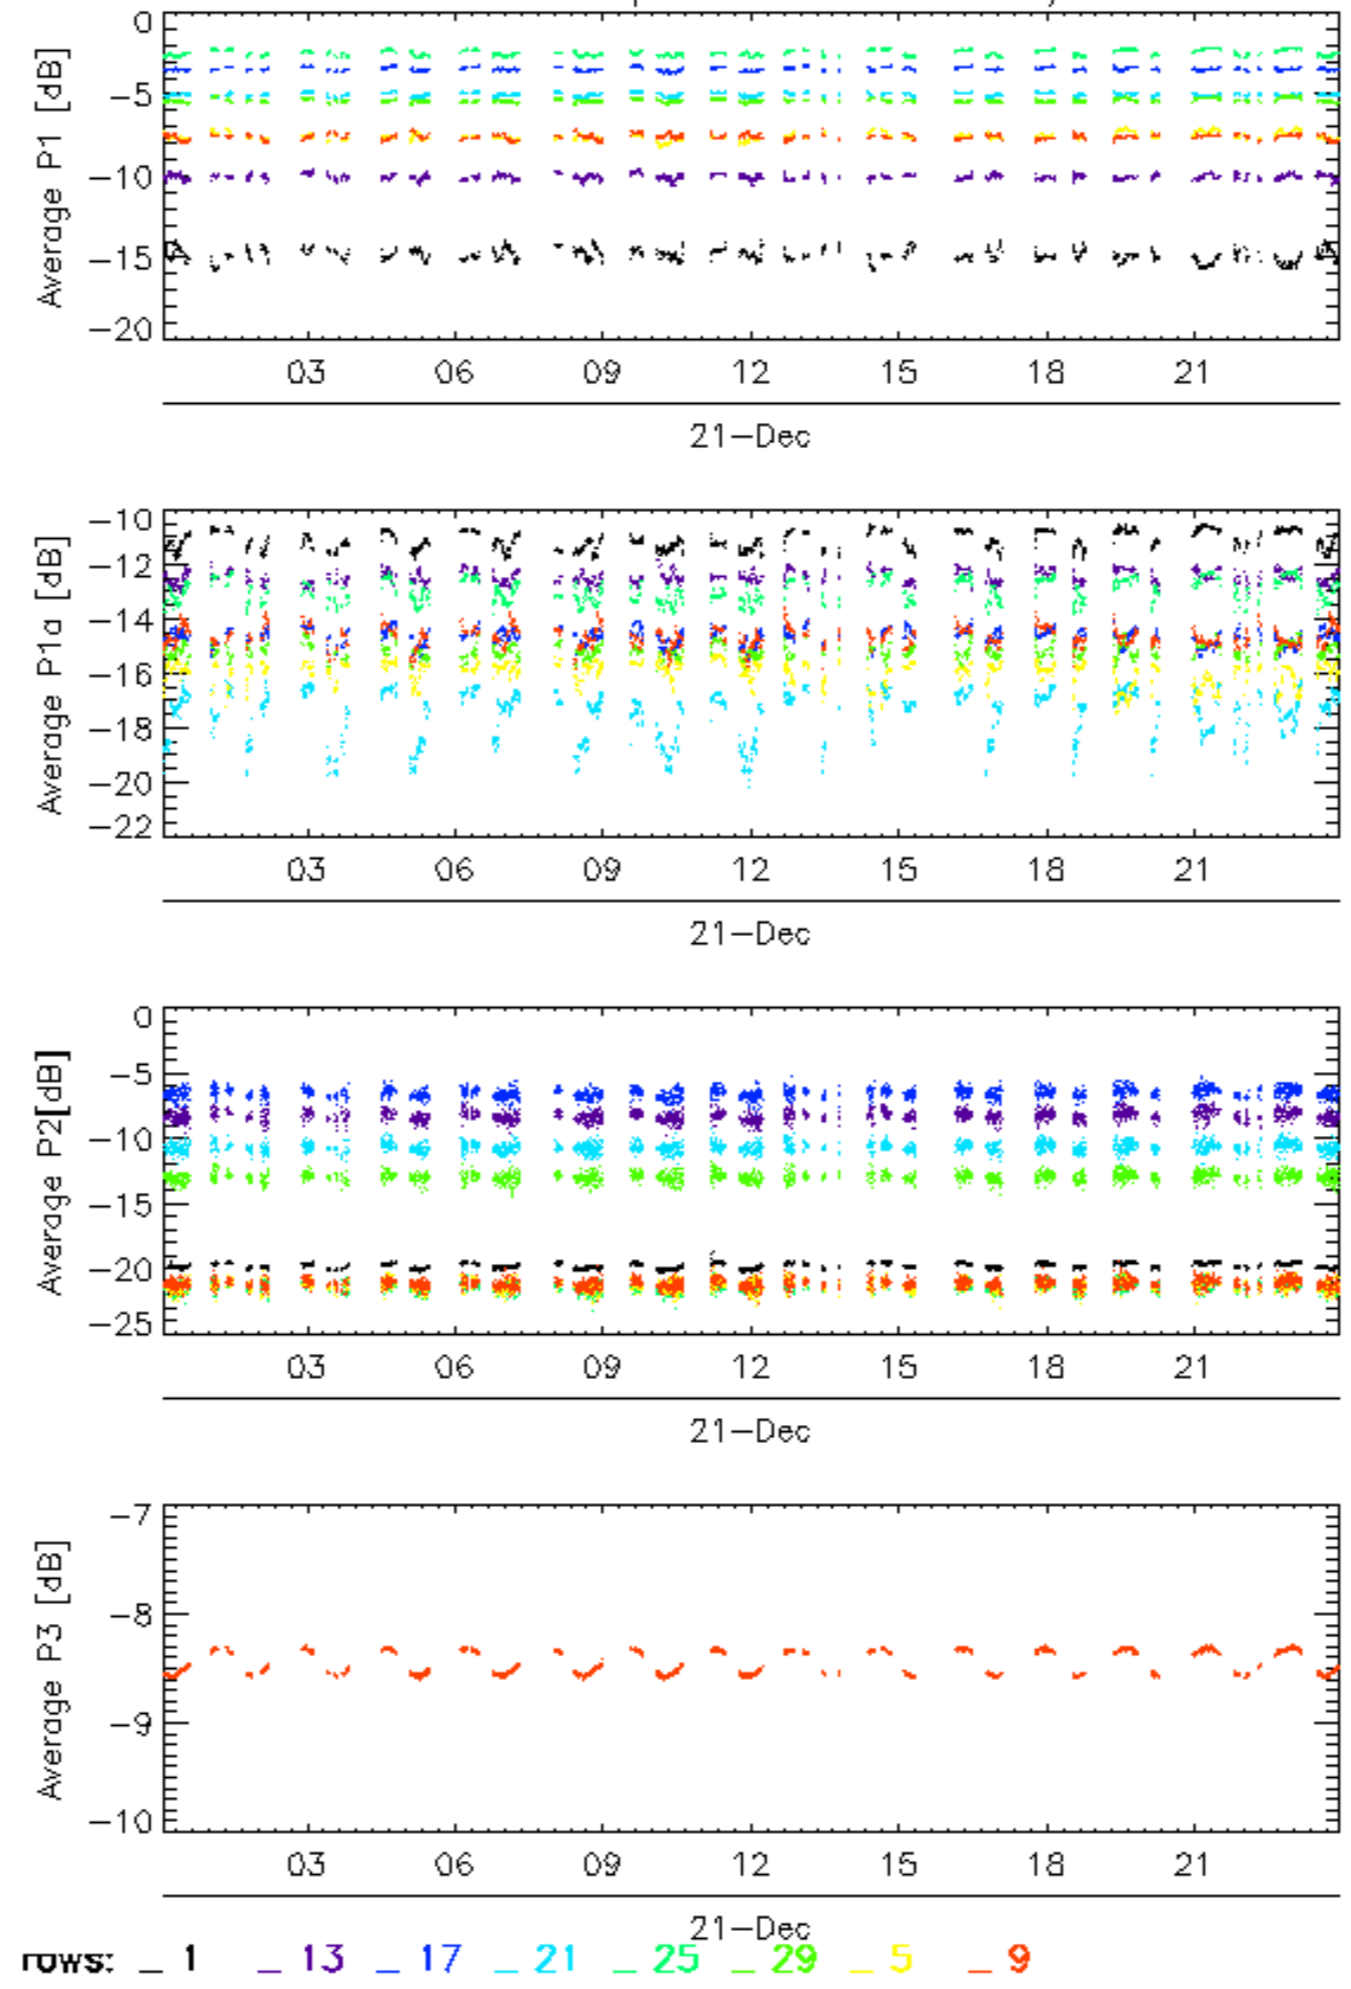 Average P1 [dB]
0
−5
−10
−15
−20
03 06 09 12 15 18 21
21−Dec
Average P1a [dB]
−10
−12
−14
−16
−18
−20
−22
03 06 09 12 15 18 21
21−Dec
Average P2[dB]
0
−5
−10
−15
−20
−25
03 06 09 12 15 18 21
21−Dec
Average P3 [dB]
−7
−8
−9
−10
03 06 09 12 15 18 21
21−Dec
rows: _ 1 _ 13 _ 17 _ 21 _ 25 _ 29 _ 5 _ 9